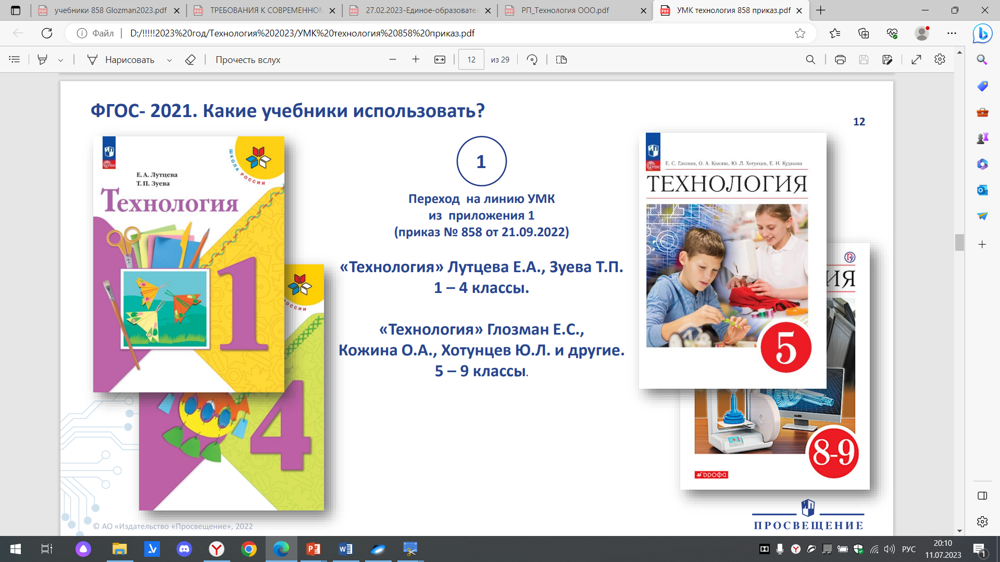 учебники 858 Glozman2023.pdf
ТРЕБОВАНИЯ К СОВРЕМЕННОМ
27.02.2023-Единое-образовател
РП_Технология ООО.pdf
УМК технология 858 приказ.pdf
Файл
D:/!!!!!2023%20год/Технология%202023/УМК%20технология%20858%20приказ.pdf
Нарисовать
Прочесть вслух
12
из 29
ФГОС- 2021. Какие учебники использовать?
12
ШКОЛА РОССИИ
ФГОС
Е. А. Лутцева
Т. П. Зуева
Технология
1
РОССИИ
4
1
Переход на линию УМК
из приложения 1
(приказ № 858 от 21.09.2022)
«Технология» Лутцева Е.А., Зуева Т.П.
1 – 4 классы.
«Технология» Глозман Е.С.,
Кожина О.А., Хотунцев Ю.Л. и другие.
5 – 9 классы.
ФГОС
Е. С. Глозман, О. А. Кожина, Ю. Л. Хотунцев, Е. Н. Кудакова
ТЕХНОЛОГИЯ
5
ИЯ
8-9
дрофа
ПРОСВЕЩЕНИЕ
© АО «Издательство «Просвещение», 2022
РУС
20:10
11.07.2023
1